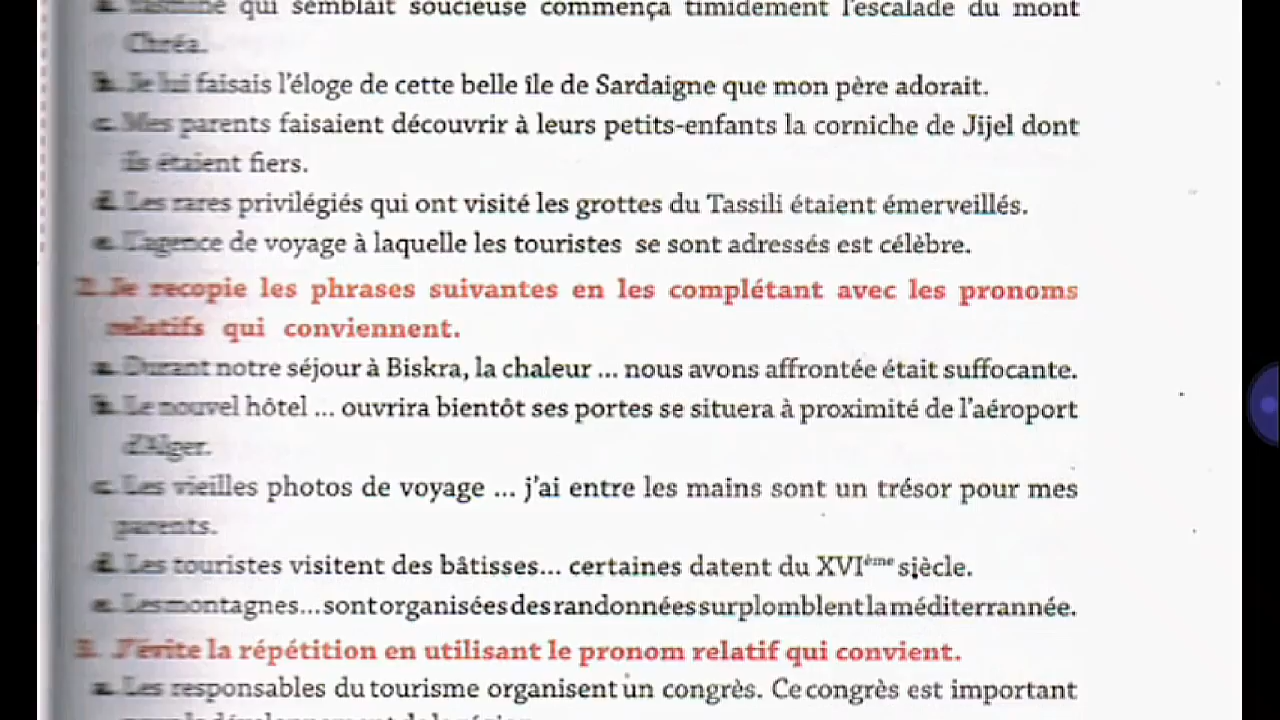 a. Yasmine qui semblait soucieuse commença timidement l'escalade du mont
Chréa.
b. Je lui faisais l'éloge de cette belle île de Sardaigne que mon père adorait.
c. Mes parents faisaient découvrir à leurs petits-enfants la corniche de Jijel dont
ils étaient fiers.
d. Les rares privilégiés qui ont visité les grottes du Tassili étaient émerveillés.
e. L'agence de voyage à laquelle les touristes se sont adressés est célèbre.
2. Je recopie les phrases suivantes en les complétant avec les pronoms
relatifs qui conviennent.
a. Durant notre séjour à Biskra, la chaleur ... nous avons affrontée était suffocante.
b. Le nouvel hôtel ... ouvrira bientôt ses portes se situera à proximité de l'aéroport
d'Alger.
c. Les vieilles photos de voyage ... j'ai entre les mains sont un trésor pour mes
parents.
d. Les touristes visitent des bâtisses... certaines datent du XVIème siècle.
e. Les montagnes... sont organisées des randonnées surplomblent la méditerrannée.
3. J'évite la répétition en utilisant le pronom relatif qui convient.
a. Les responsables du tourisme organisent un congrès. Ce congrès est important